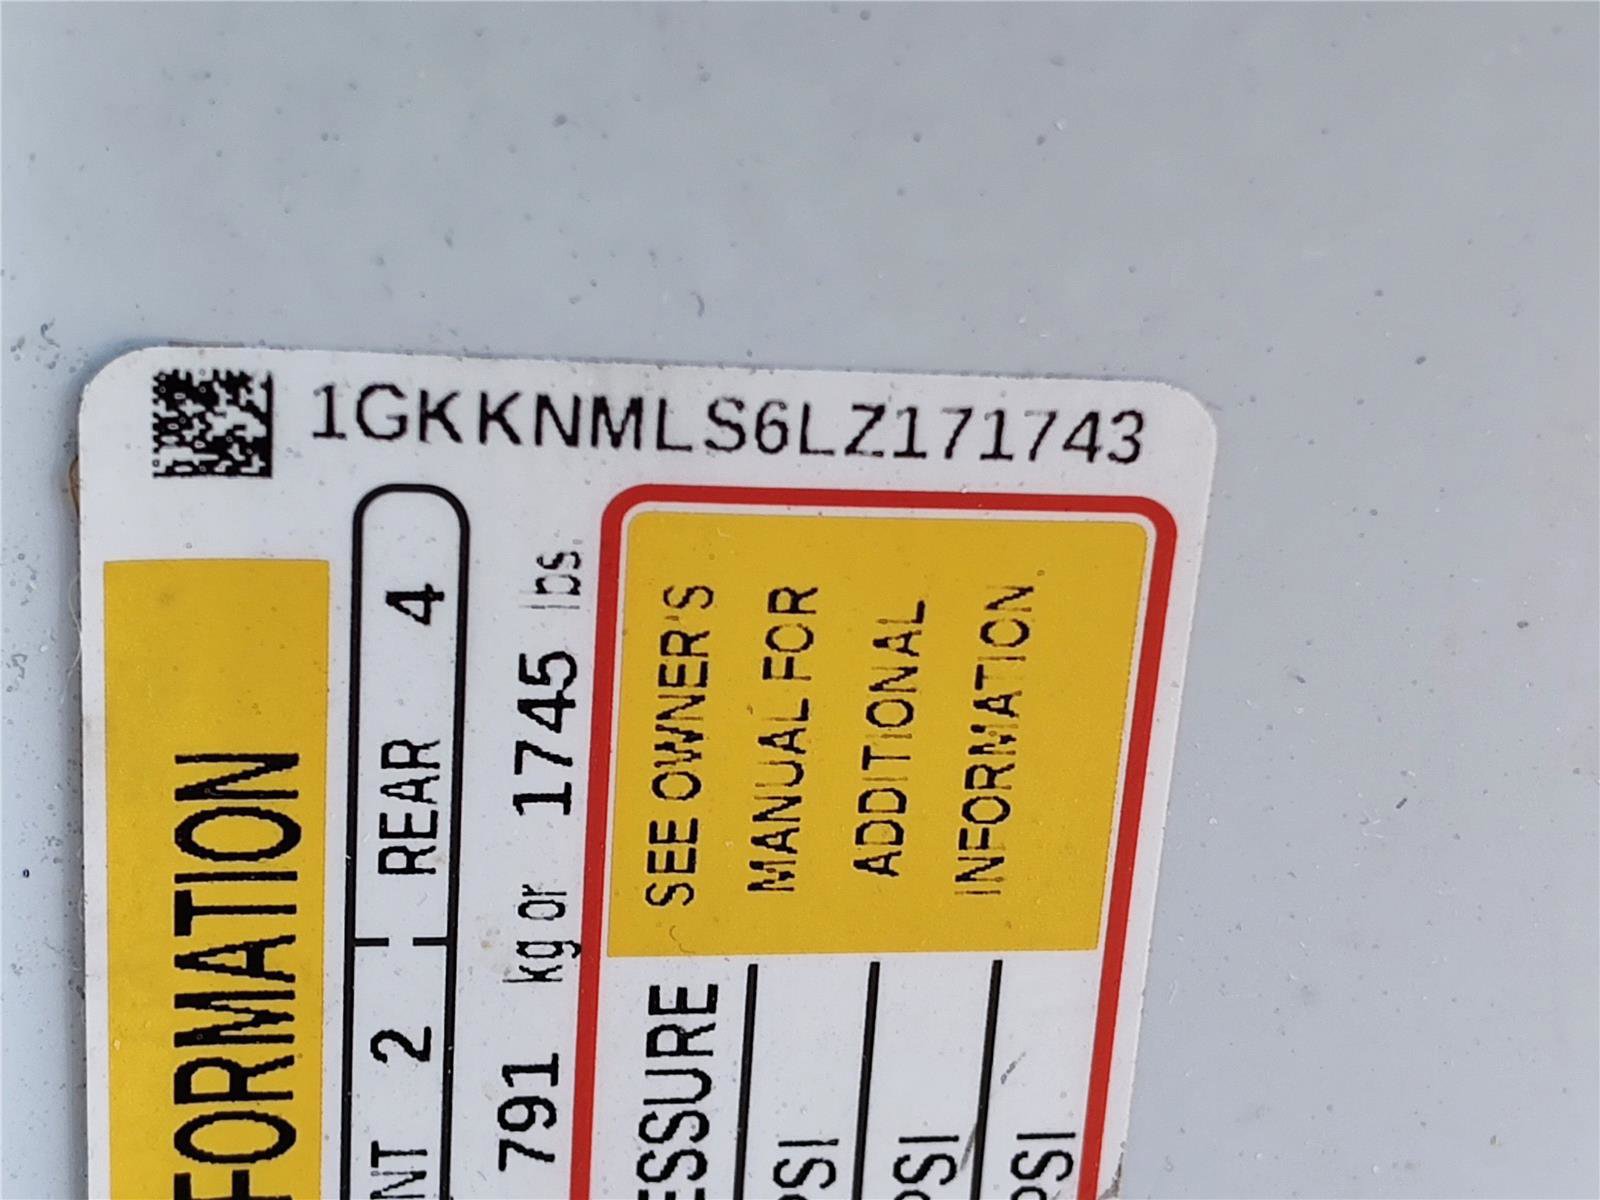 1GKKNMLS6LZ171743
FORMATION
NT 2 REAR 4
791 kg or 1745 lbs.
ESSURE
SEE OWNER'S
MANUAL FOR
ADDITIONAL
INFORMATION
PSI
PSI
PSI